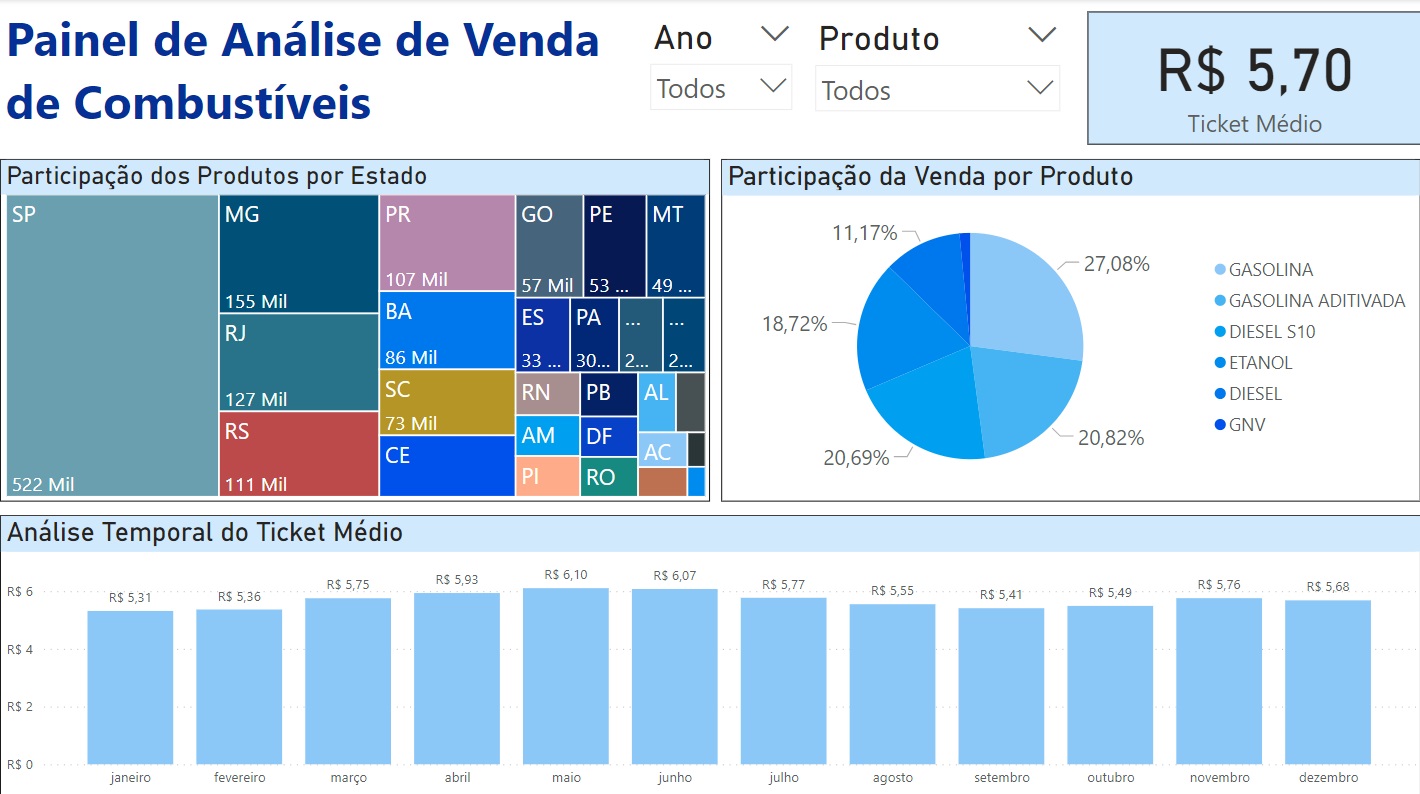 Painel de Análise de Venda
de Combustíveis
Ano
Todos
Produto
Todos
R$ 5,70
Ticket Médio
Participação dos Produtos por Estado
SP
522 Mil
MG
155 Mil
RJ
127 Mil
RS
111 Mil
PR
107 Mil
BA
86 Mil
SC
73 Mil
CE
GO
57 Mil
PE
53 ...
MT
49 ...
ES
33 ...
PA
30...
...
2...
...
2...
RN
AM
PI
PB
DF
RO
AL
AC
Participação da Venda por Produto
11,17%
27,08%
18,72%
20,69%
20,82%
GASOLINA
GASOLINA ADITIVADA
DIESEL S10
ETANOL
DIESEL
GNV
Análise Temporal do Ticket Médio
R$ 6
R$ 4
R$ 2
R$ 0
R$ 5,31
R$ 5,36
R$ 5,75
R$ 5,93
R$ 6,10
R$ 6,07
R$ 5,77
R$ 5,55
R$ 5,41
R$ 5,49
R$ 5,76
R$ 5,68
janeiro
fevereiro
março
abril
maio
junho
julho
agosto
setembro
outubro
novembro
dezembro